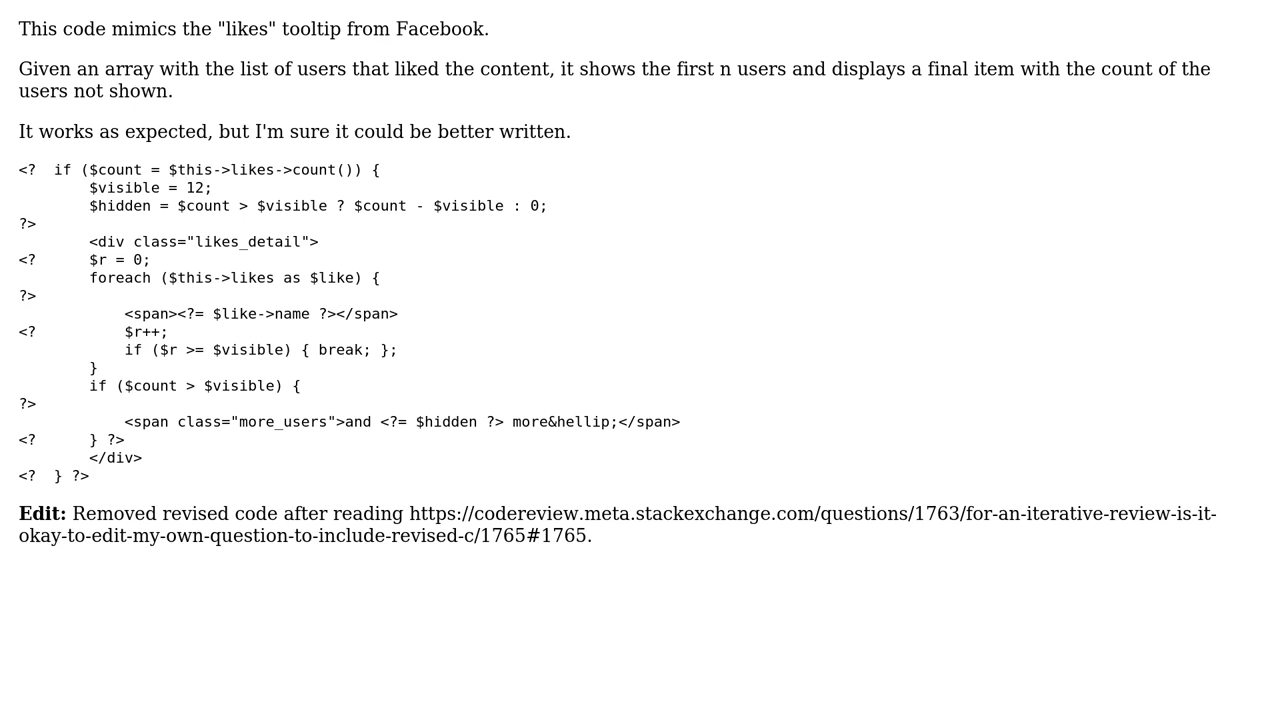 This code mimics the "likes" tooltip from Facebook.
Given an array with the list of users that liked the content, it shows the first n users and displays a final item with the count of the
users not shown.
It works as expected, but I'm sure it could be better written.
<?  if ($count = $this->likes->count()) {
        $visible = 12;
        $hidden = $count > $visible ? $count - $visible : 0;
?>
        <div class="likes_detail">
<?      $r = 0;
        foreach ($this->likes as $like) {
?>
            <span><?= $like->name ?></span>
<?          $r++;
            if ($r >= $visible) { break; };
        }
        if ($count > $visible) {
?>
            <span class="more_users">and <?= $hidden ?> more&hellip;</span>
<?      } ?>
        </div>
<?  } ?>
Edit: Removed revised code after reading https://codereview.meta.stackexchange.com/questions/1763/for-an-iterative-review-is-it-
okay-to-edit-my-own-question-to-include-revised-c/1765#1765.